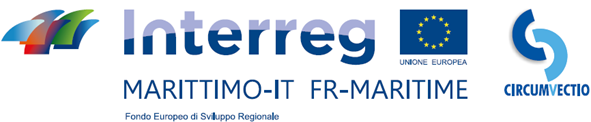 Interreg
UNIONE EUROPEA
MARITTIMO-IT FR-MARITIME
CIRCUMVECTIO
Fondo Europeo di Sviluppo Regionale